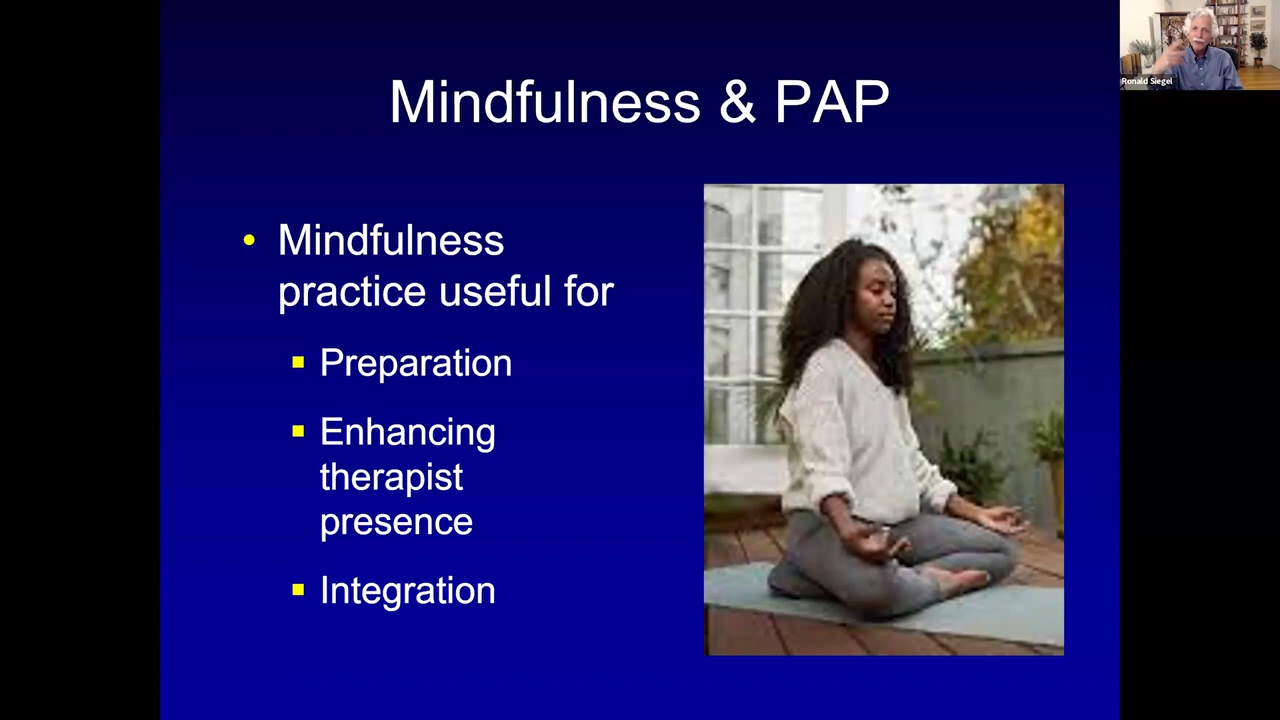 Mindfulness & PAP
Ronald Siegel
• Mindfulness
practice useful for
▪ Preparation
▪ Enhancing
therapist
presence
▪ Integration